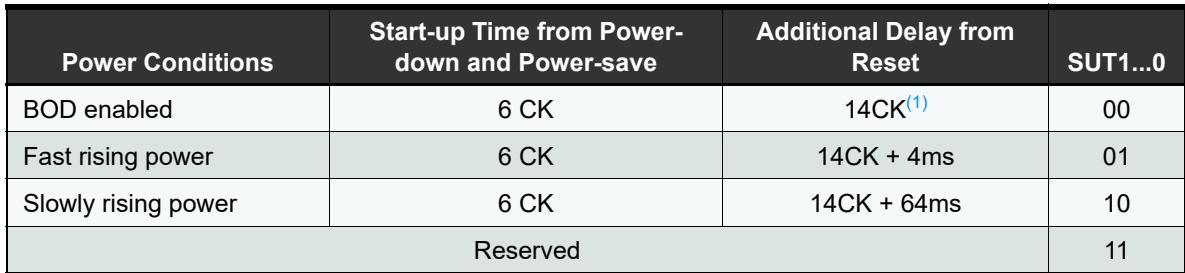 Power Conditions Start-up Time from Power-down and Power-save Additional Delay from Reset SUT1...0
BOD enabled 6 CK 14CK(1) 00
Fast rising power 6 CK 14CK + 4ms 01
Slowly rising power 6 CK 14CK + 64ms 10
Reserved 11